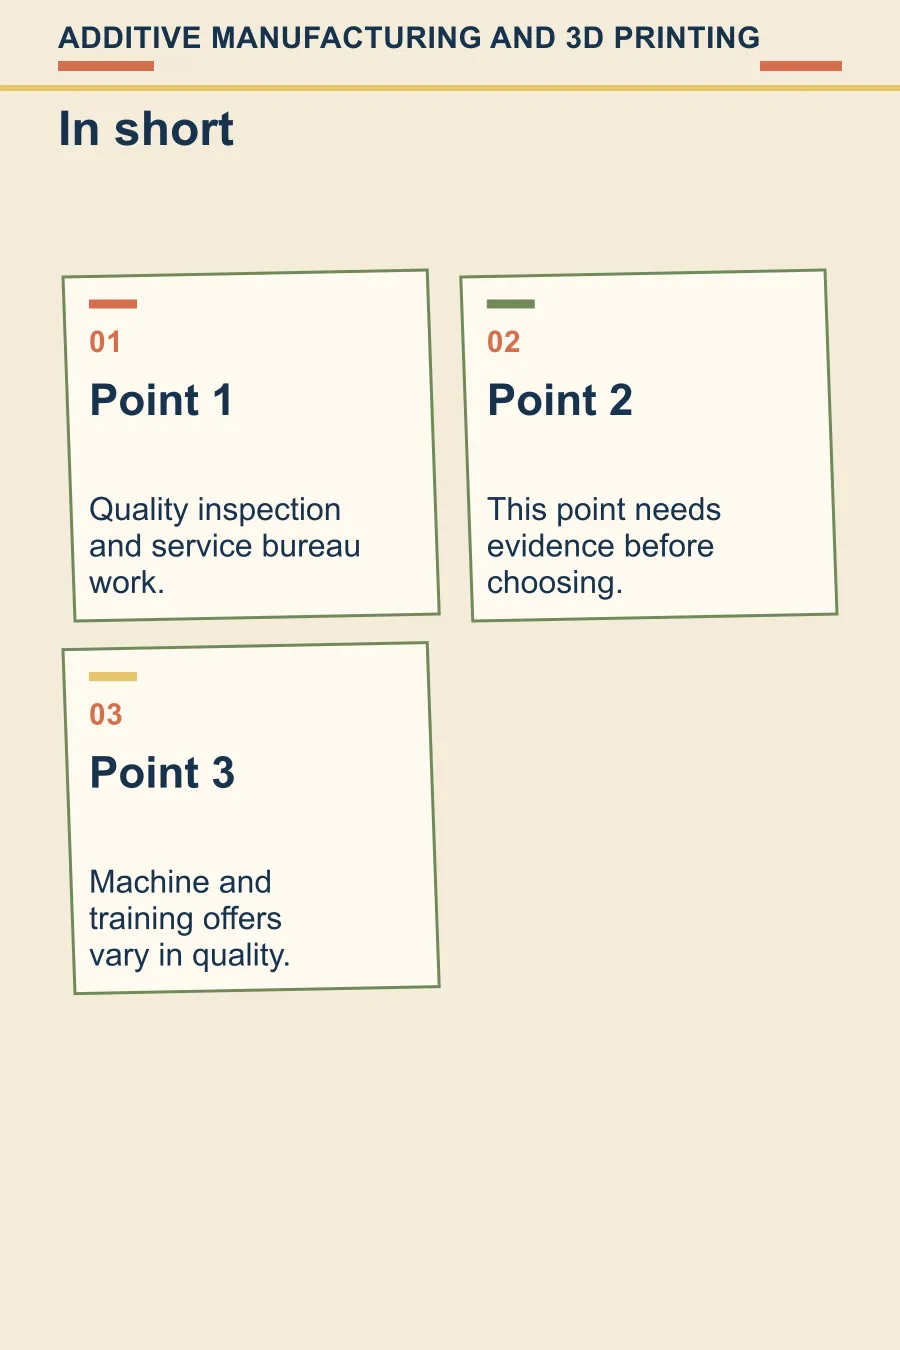 ADDITIVE MANUFACTURING AND 3D PRINTING
In short
01
Point 1
Quality inspection
and service bureau
work.
02
Point 2
This point needs
evidence before
choosing.
03
Point 3
Machine and
training offers
vary in quality.